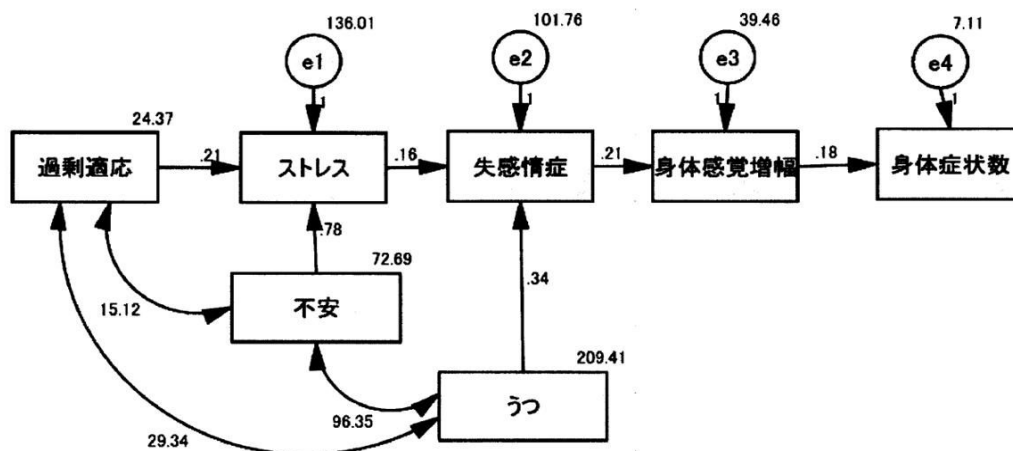 136.01
101.76
39.46
7.11
e1
e2
e3
e4
1
1
1
1
24.37
過剰適応
.21
ストレス
.16
失感情症
.21
身体感覚増幅
.18
身体症状数
.78
72.69
15.12
不安
.34
209.41
96.35
うつ
29.34